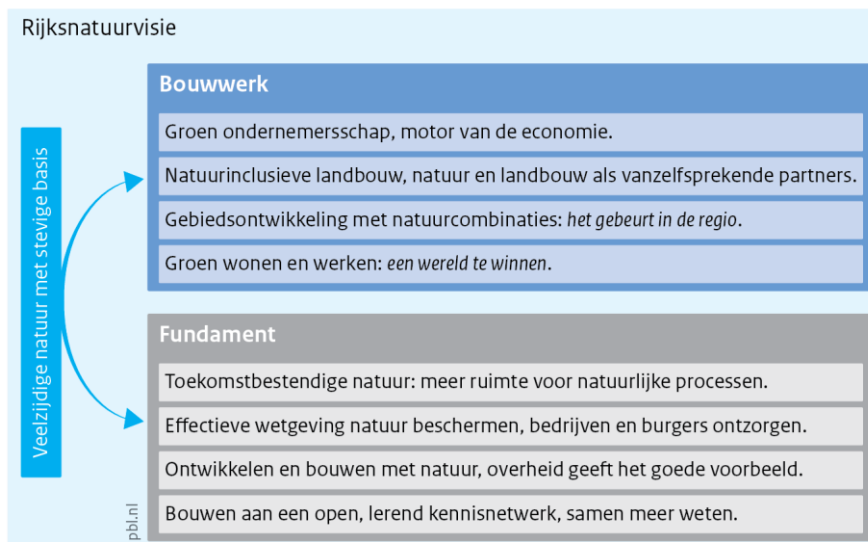 Rijksnatuurvisie
Veelzijdige natuur met stevige basis
Bouwwerk
Groen ondernemersschap, motor van de economie.
Natuurinclusieve landbouw, natuur en landbouw als vanzelfsprekende partners.
Gebiedsontwikkeling met natuurcombinaties: het gebeurt in de regio.
Groen wonen en werken: een wereld te winnen.
Fundament
Toekomstbestendige natuur: meer ruimte voor natuurlijke processen.
Effectieve wetgeving natuur beschermen, bedrijven en burgers ontzorgen.
Ontwikkelen en bouwen met natuur, overheid geeft het goede voorbeeld.
Bouwen aan een open, lerend kennisnetwerk, samen meer weten.
pbl.nl